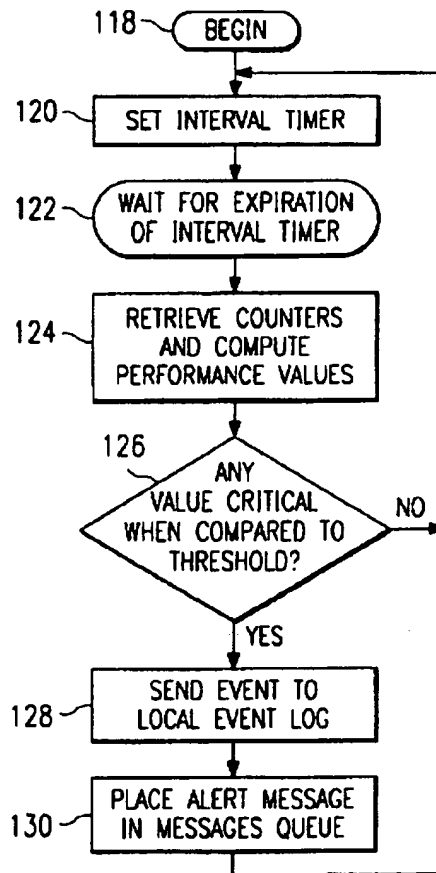 118
BEGIN
120
SET INTERVAL TIMER
122
WAIT FOR EXPIRATION
OF INTERVAL TIMER
124
RETRIEVE COUNTERS
AND COMPUTE
PERFORMANCE VALUES
126
ANY
VALUE CRITICAL
WHEN COMPARED TO
THRESHOLD?
NO
YES
128
SEND EVENT TO
LOCAL EVENT LOG
130
PLACE ALERT MESSAGE
IN MESSAGES QUEUE